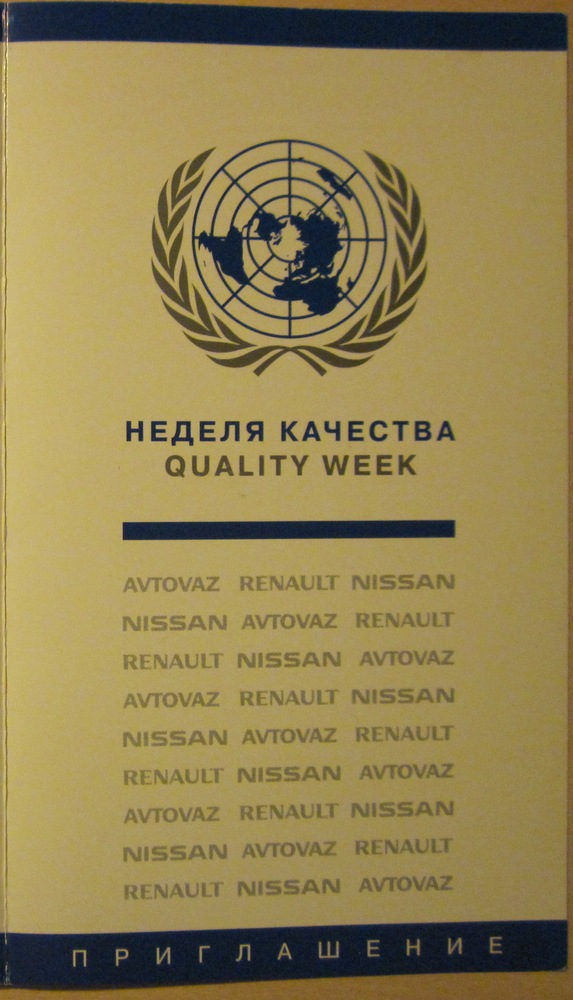 НЕДЕЛЯ КАЧЕСТВА
QUALITY WEEK
AVTOVAZ RENAULT NISSAN
NISSAN AVTOVAZ RENAULT
RENAULT NISSAN AVTOVAZ
AVTOVAZ RENAULT NISSAN
NISSAN AVTOVAZ RENAULT
RENAULT NISSAN AVTOVAZ
AVTOVAZ RENAULT NISSAN
NISSAN AVTOVAZ RENAULT
RENAULT NISSAN AVTOVAZ
ПРИГЛАШЕНИЕ